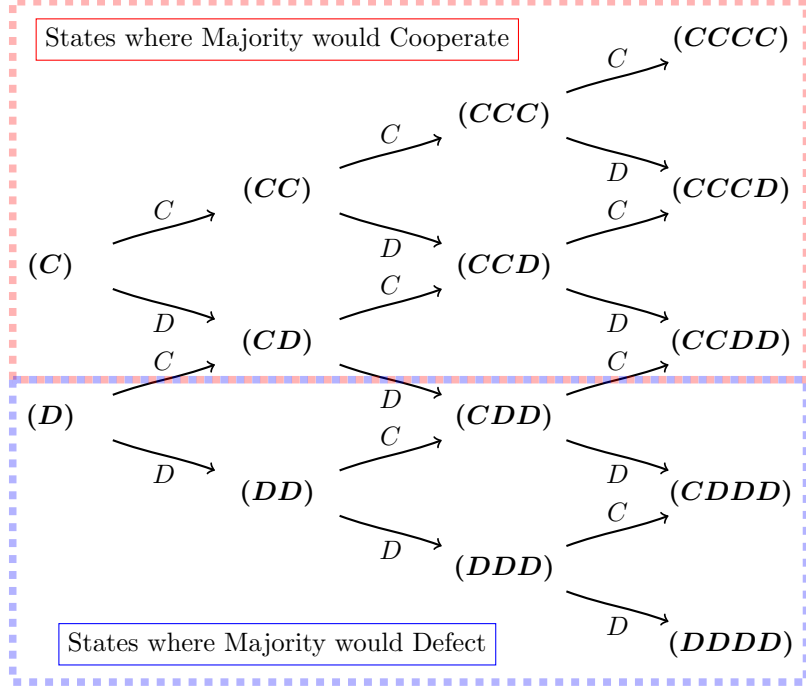 States where Majority would Cooperate
(CCCC)
C
(CCC)
C
D
(CC)
(CCCD)
C
D
C
(C)
(CCD)
C
D
D
(CD)
(CCDD)
C
D
C
(D)
(CDD)
C
D
D
(DD)
(CDDD)
D
C
(DDD)
D
States where Majority would Defect
(DDDD)